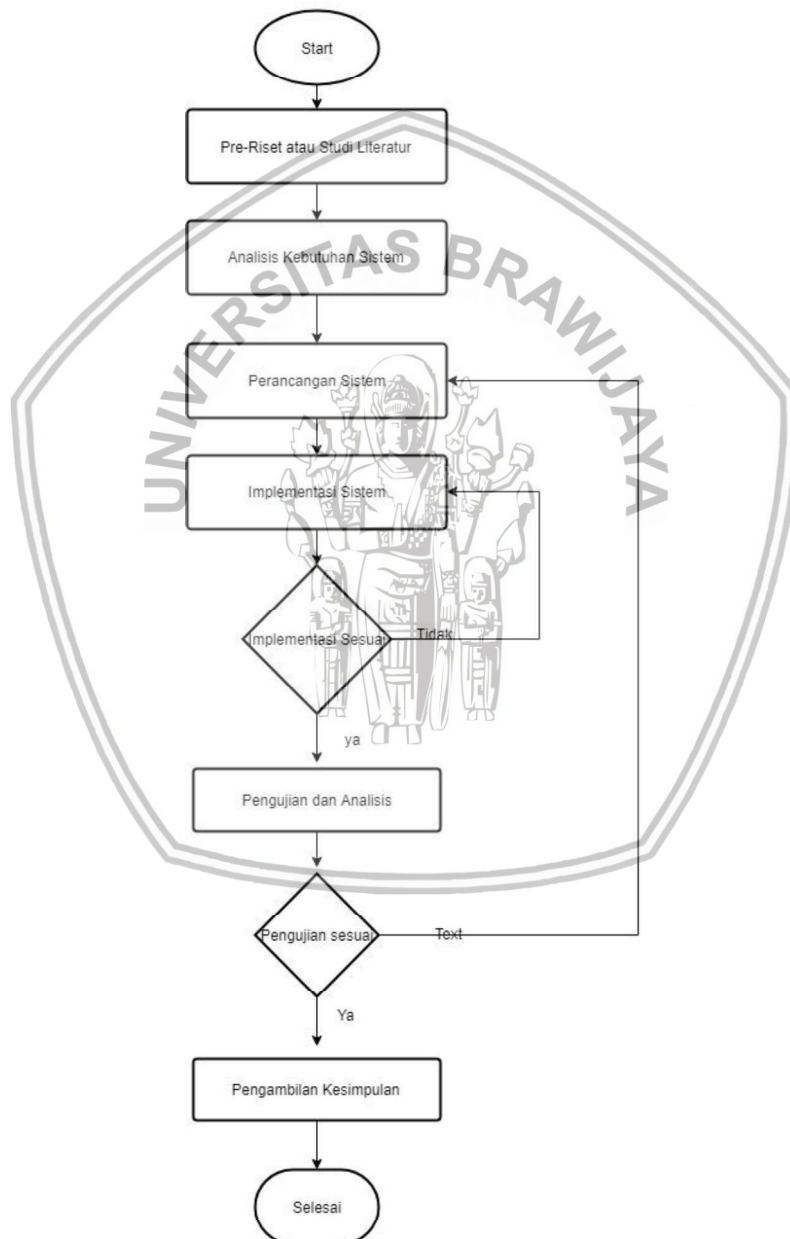 Start
Pre-Riset atau Studi Literatur
UNIVERSITAS BRAWIJAYA
Analisis Kebutuhan Sistem
Perancangan Sistem
Implementasi Sistem
Implementasi Sesuai
Tidak
ya
Pengujian dan Analisis
Pengujian sesuai
Text
Ya
Pengambilan Kesimpulan
Selesai